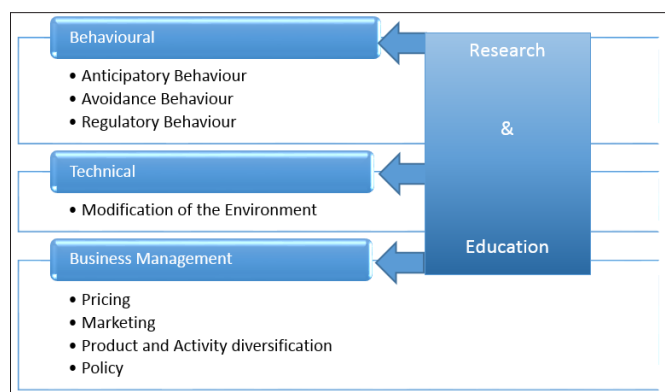 Behavioural
• Anticipatory Behaviour
• Avoidance Behaviour
• Regulatory Behaviour
Technical
• Modification of the Environment
Business Management
• Pricing
• Marketing
• Product and Activity diversification
• Policy
Research
&
Education